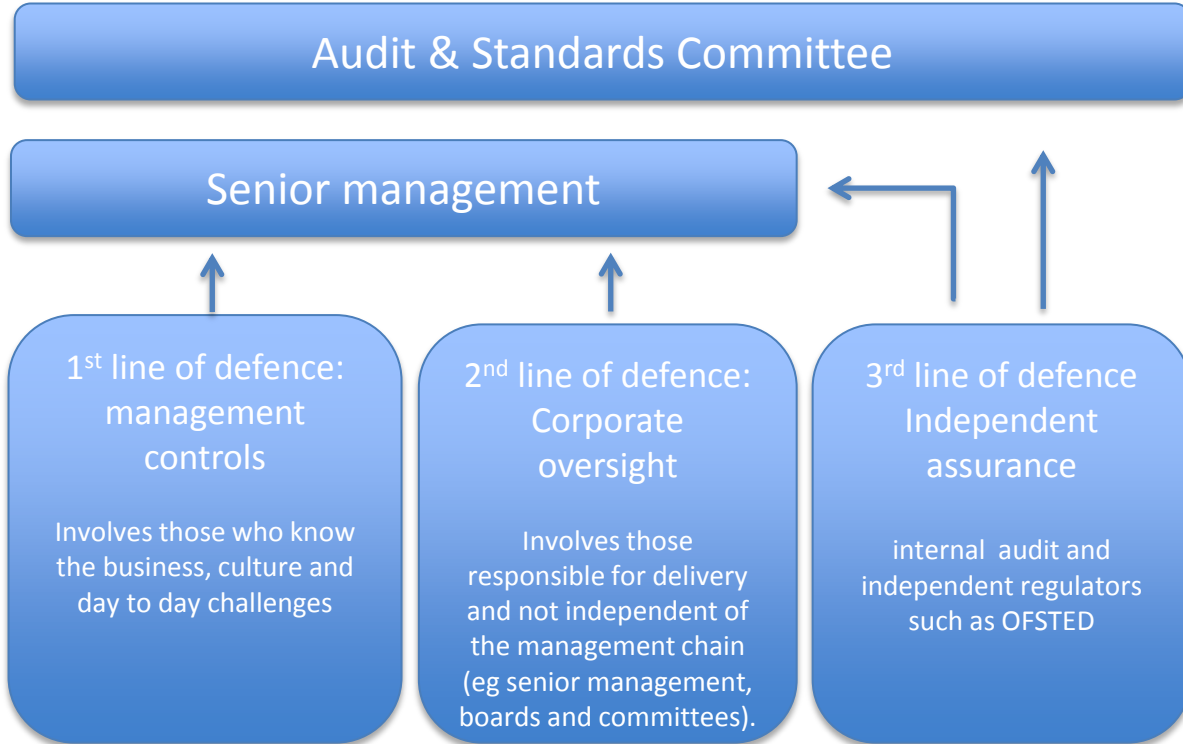 Audit & Standards Committee
Senior management
1st line of defence:
management
controls
Involves those who know
the business, culture and
day to day challenges
2nd line of defence:
Corporate
oversight
Involves those
responsible for delivery
and not independent of
the management chain
(eg senior management,
boards and committees).
3rd line of defence
Independent
assurance
internal audit and
independent regulators
such as OFSTED